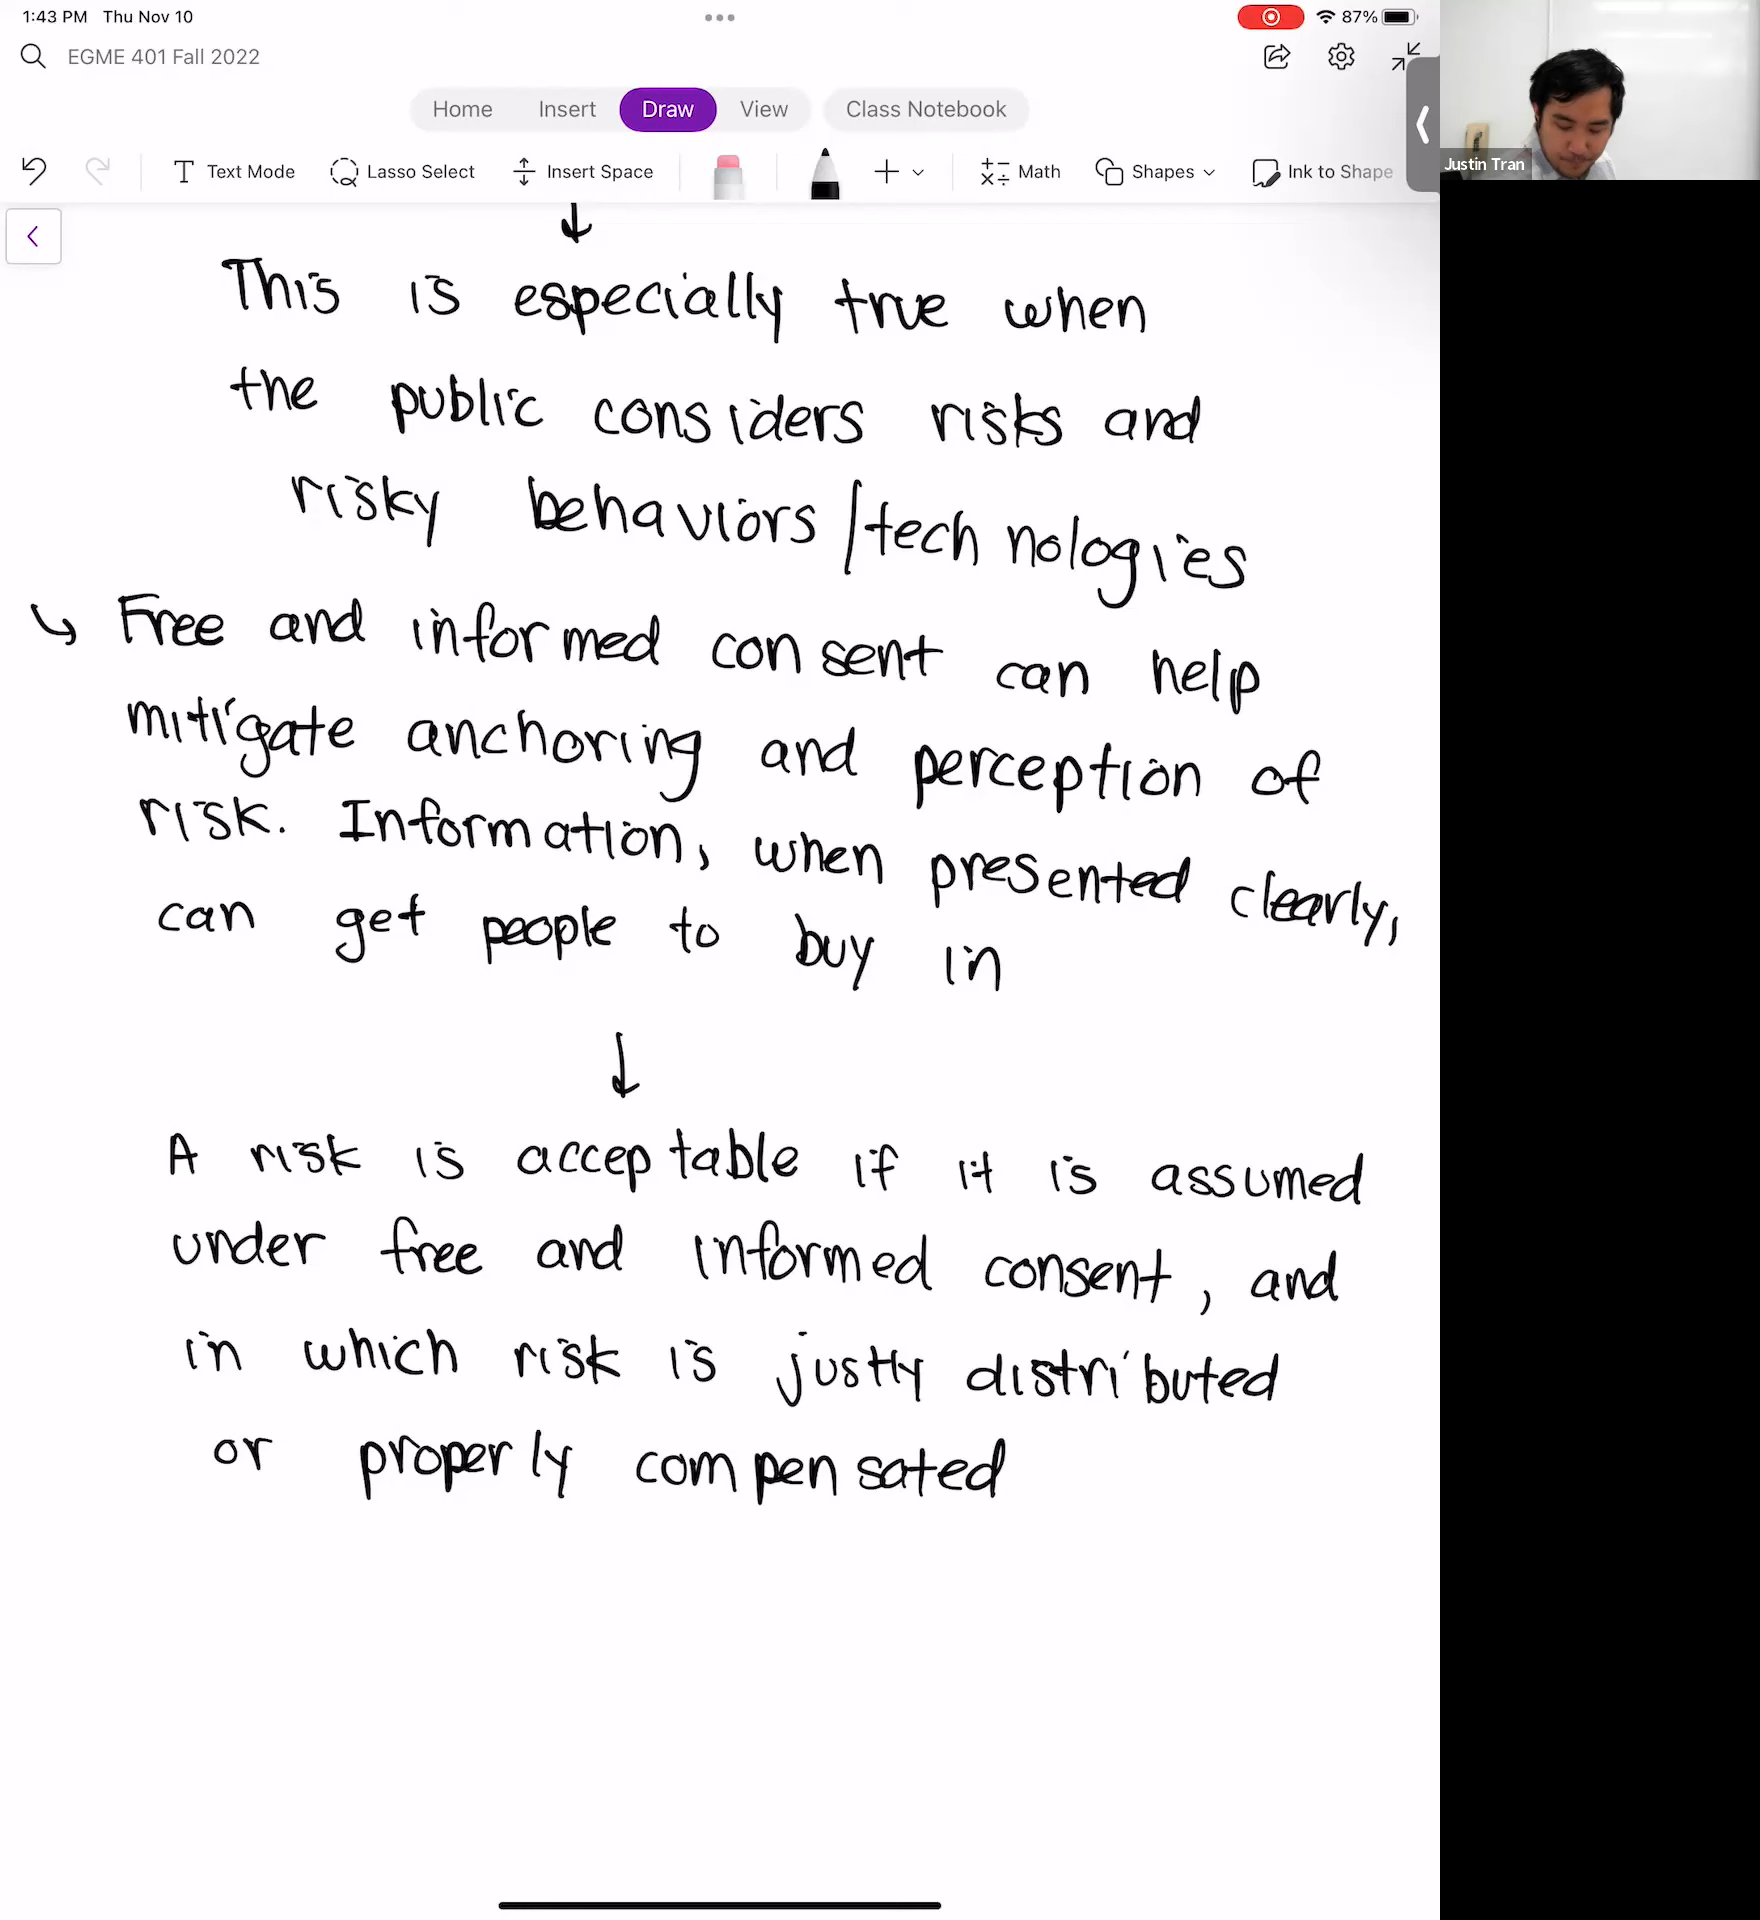 1:43 PM Thu Nov 10
87%
EGME 401 Fall 2022
Home Insert Draw View Class Notebook
Text Mode Lasso Select Insert Space Math Shapes Ink to Shape
Justin Tran
This is especially true when
the public considers risks and
risky behaviors/technologies
Free and informed consent can help
mitigate anchoring and perception of
risk. Information, when presented clearly,
can get people to buy in
A risk is acceptable if it is assumed
under free and informed consent, and
in which risk is justly distributed
or properly compensated